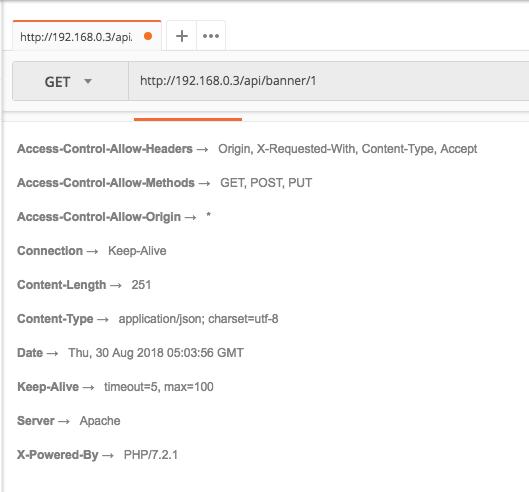 http://192.168.0.3/api.
GET http://192.168.0.3/api/banner/1
Access-Control-Allow-Headers → Origin, X-Requested-With, Content-Type, Accept
Access-Control-Allow-Methods → GET, POST, PUT
Access-Control-Allow-Origin → *
Connection → Keep-Alive
Content-Length → 251
Content-Type → application/json; charset=utf-8
Date → Thu, 30 Aug 2018 05:03:56 GMT
Keep-Alive → timeout=5, max=100
Server → Apache
X-Powered-By → PHP/7.2.1